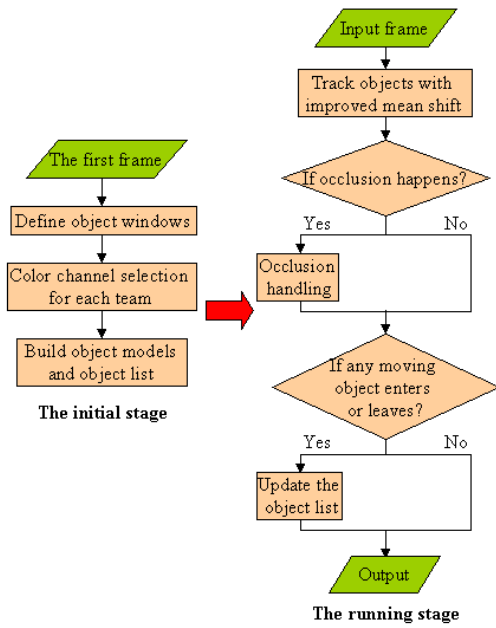 The first frame
Define object windows
Color channel selection
for each team
Build object models
and object list
The initial stage
Input frame
Track objects with
improved mean shift
If occlusion happens?
Yes
No
Occlusion
handling
If any moving
object enters
or leaves?
Yes
No
Update the
object list
Output
The running stage